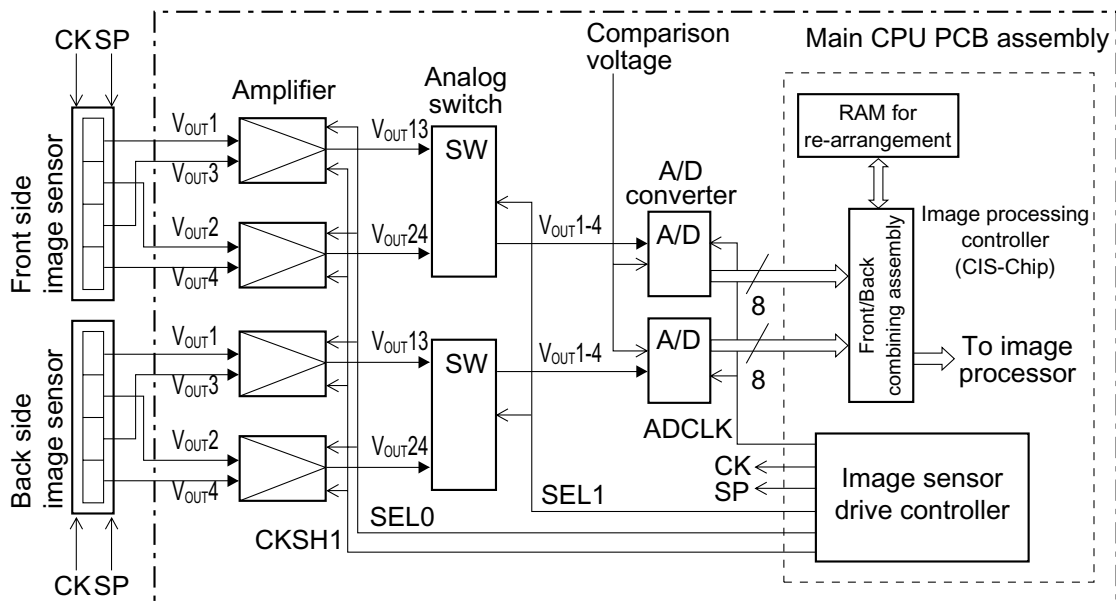 CK SP
Main CPU PCB assembly
Comparison
voltage
Amplifier
Analog
switch
RAM for
re-arrangement
Front side
image sensor
VOUT1
VOUT3
VOUT2
VOUT4
VOUT13
VOUT24
SW
VOUT1-4
A/D
converter
A/D
8
Front/Back
combining assembly
Image processing
controller
(CIS-Chip)
Back side
image sensor
VOUT1
VOUT3
VOUT2
VOUT4
VOUT13
VOUT24
SW
VOUT1-4
A/D
8
To image
processor
ADCLK
CK
SP
SEL1
SEL0
CKSH1
Image sensor
drive controller
CK SP